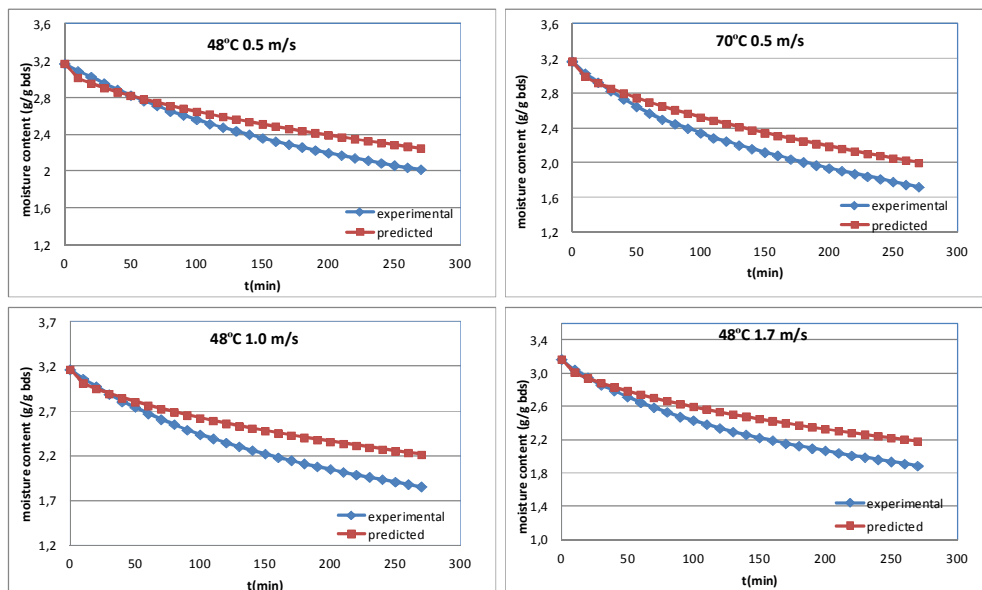 48°C 0.5 m/s
moisture content (g/g bds)
3,6
3,2
2,8
2,4
2
1,6
1,2
0 50 100 150 200 250 300
t(min)
experimental
predicted
70°C 0.5 m/s
moisture content (g/g bds)
3,6
3,2
2,8
2,4
2,0
1,6
1,2
0 50 100 150 200 250 300
t(min)
experimental
predicted
48°C 1.0 m/s
moisture content (g/g bds)
3,7
3,2
2,7
2,2
1,7
1,2
0 50 100 150 200 250 300
t(min)
experimental
predicted
48°C 1.7 m/s
moisture content (g/g bds)
3,4
3,0
2,6
2,2
1,8
1,4
1,0
0 50 100 150 200 250 300
t(min)
experimental
predicted